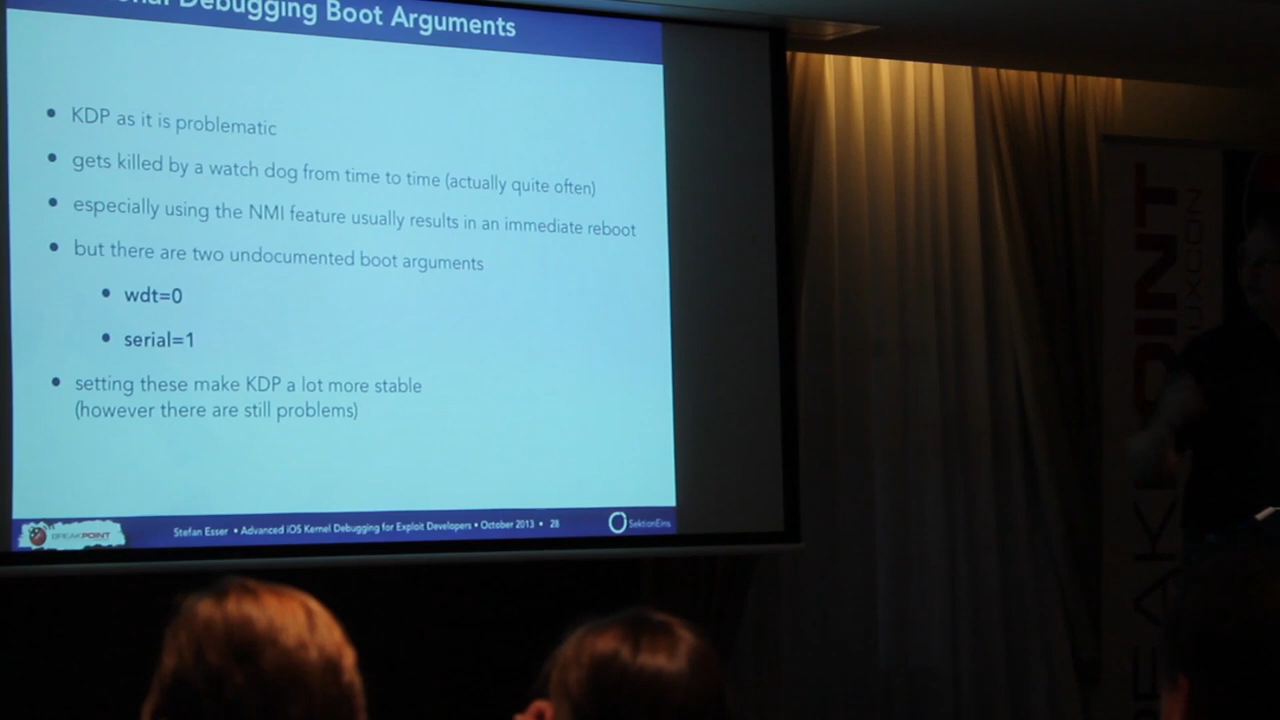 Debugging Boot Arguments
• KDP as it is problematic
• gets killed by a watch dog from time to time (actually quite often)
• especially using the NMI feature usually results in an immediate reboot
• but there are two undocumented boot arguments
• wdt=0
• serial=1
• setting these make KDP a lot more stable
(however there are still problems)
BREAKPOINT
Stefan Esser • Advanced iOS Kernel Debugging for Exploit Developers • October 2013 • 28
SektionEins
BREAKPOINT
UXCON